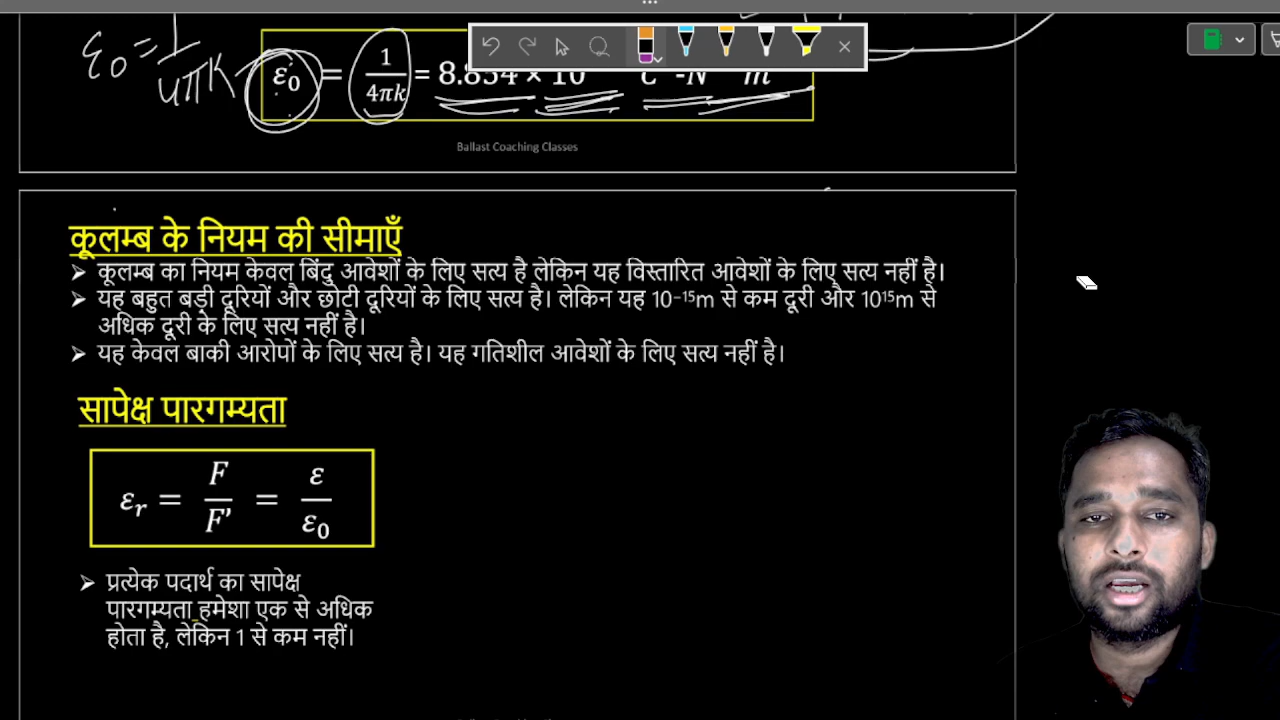 ε₀ = 1/4πk
ε₀ = 1/4πk = 8.854 × 10
Ballast Coaching Classes
कूलम्ब के नियम की सीमाएँ
➢ कूलम्ब का नियम केवल बिंदु आवेशों के लिए सत्य है लेकिन यह विस्तारित आवेशों के लिए सत्य नहीं है।
➢ यह बहुत बड़ी दूरियों और छोटी दूरियों के लिए सत्य है। लेकिन यह 10⁻¹⁵m से कम दूरी और 10¹⁵m से
अधिक दूरी के लिए सत्य नहीं है।
➢ यह केवल बाकी आरोपों के लिए सत्य है। यह गतिशील आवेशों के लिए सत्य नहीं है।
सापेक्ष पारगम्यता
εᵣ = F/F' = ε/ε₀
➢ प्रत्येक पदार्थ का सापेक्ष
पारगम्यता हमेशा एक से अधिक
होता है, लेकिन 1 से कम नहीं।